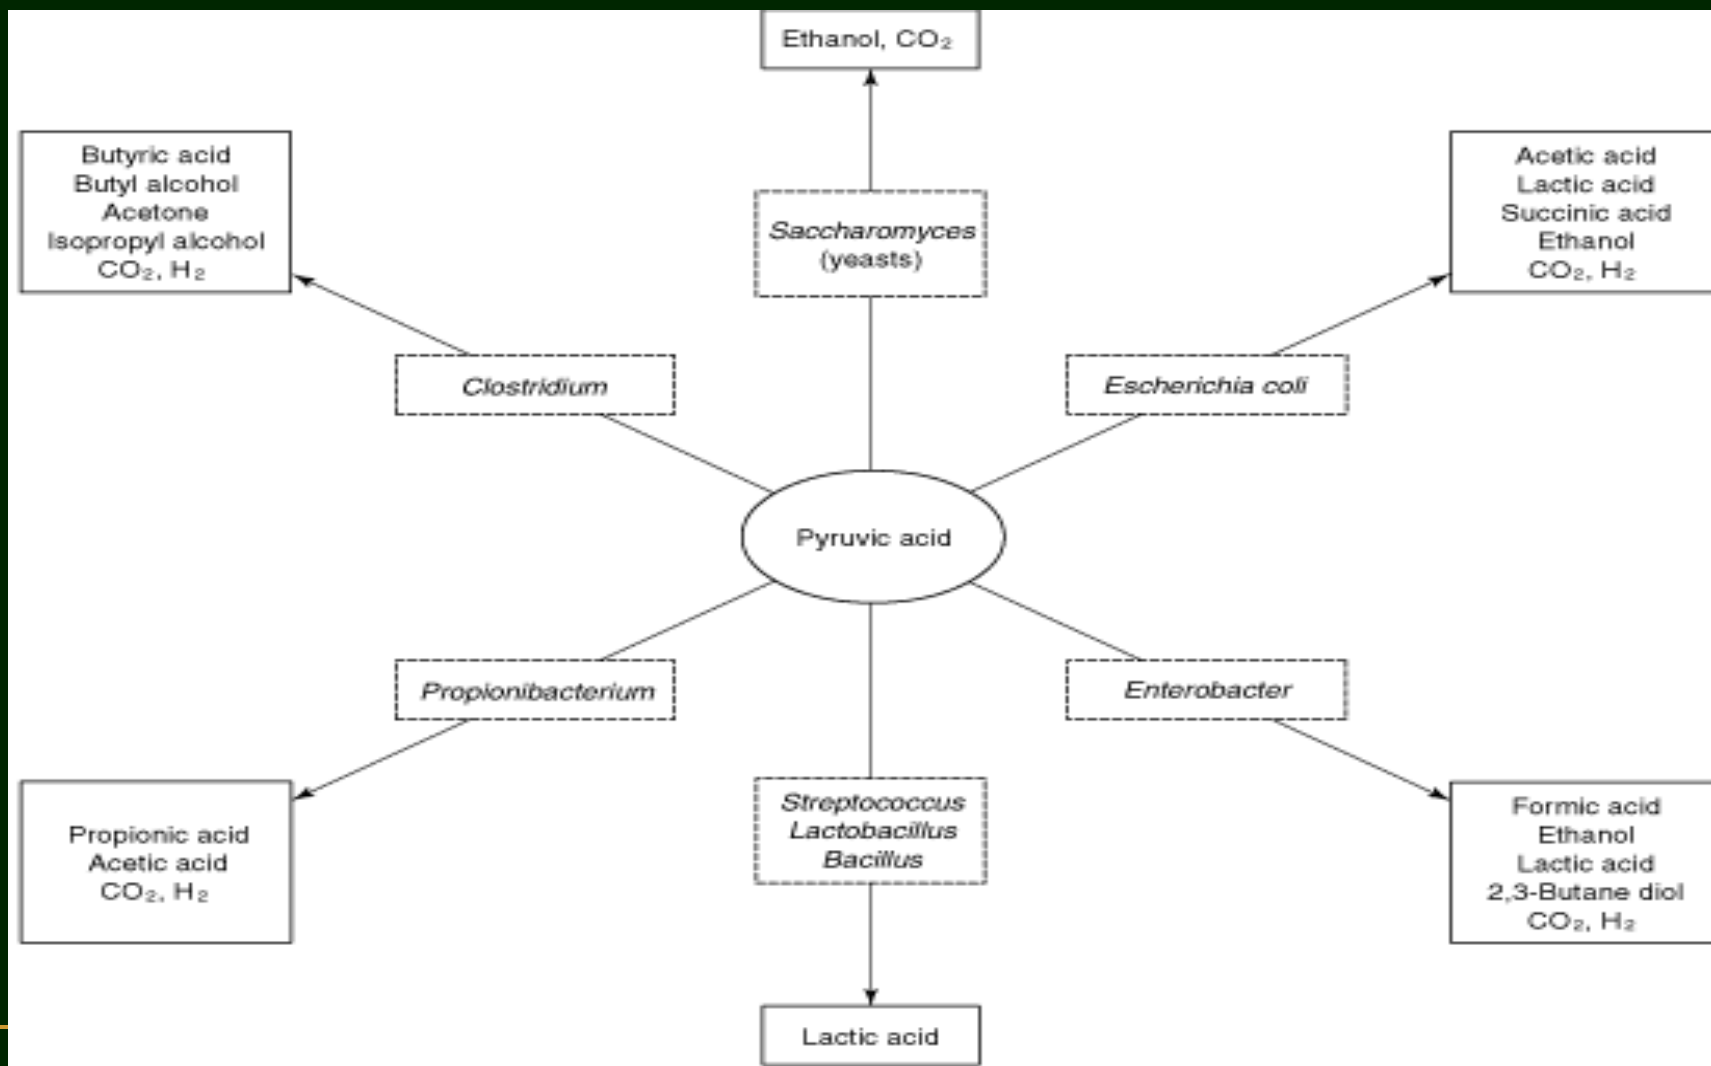 Ethanol, CO₂
Butyric acid
Butyl alcohol
Acetone
Isopropyl alcohol
CO₂, H₂
Acetic acid
Lactic acid
Succinic acid
Ethanol
CO₂, H₂
Saccharomyces
(yeasts)
Clostridium
Escherichia coli
Pyruvic acid
Propionibacterium
Enterobacter
Streptococcus
Lactobacillus
Bacillus
Propionic acid
Acetic acid
CO₂, H₂
Formic acid
Ethanol
Lactic acid
2,3-Butane diol
CO₂, H₂
Lactic acid